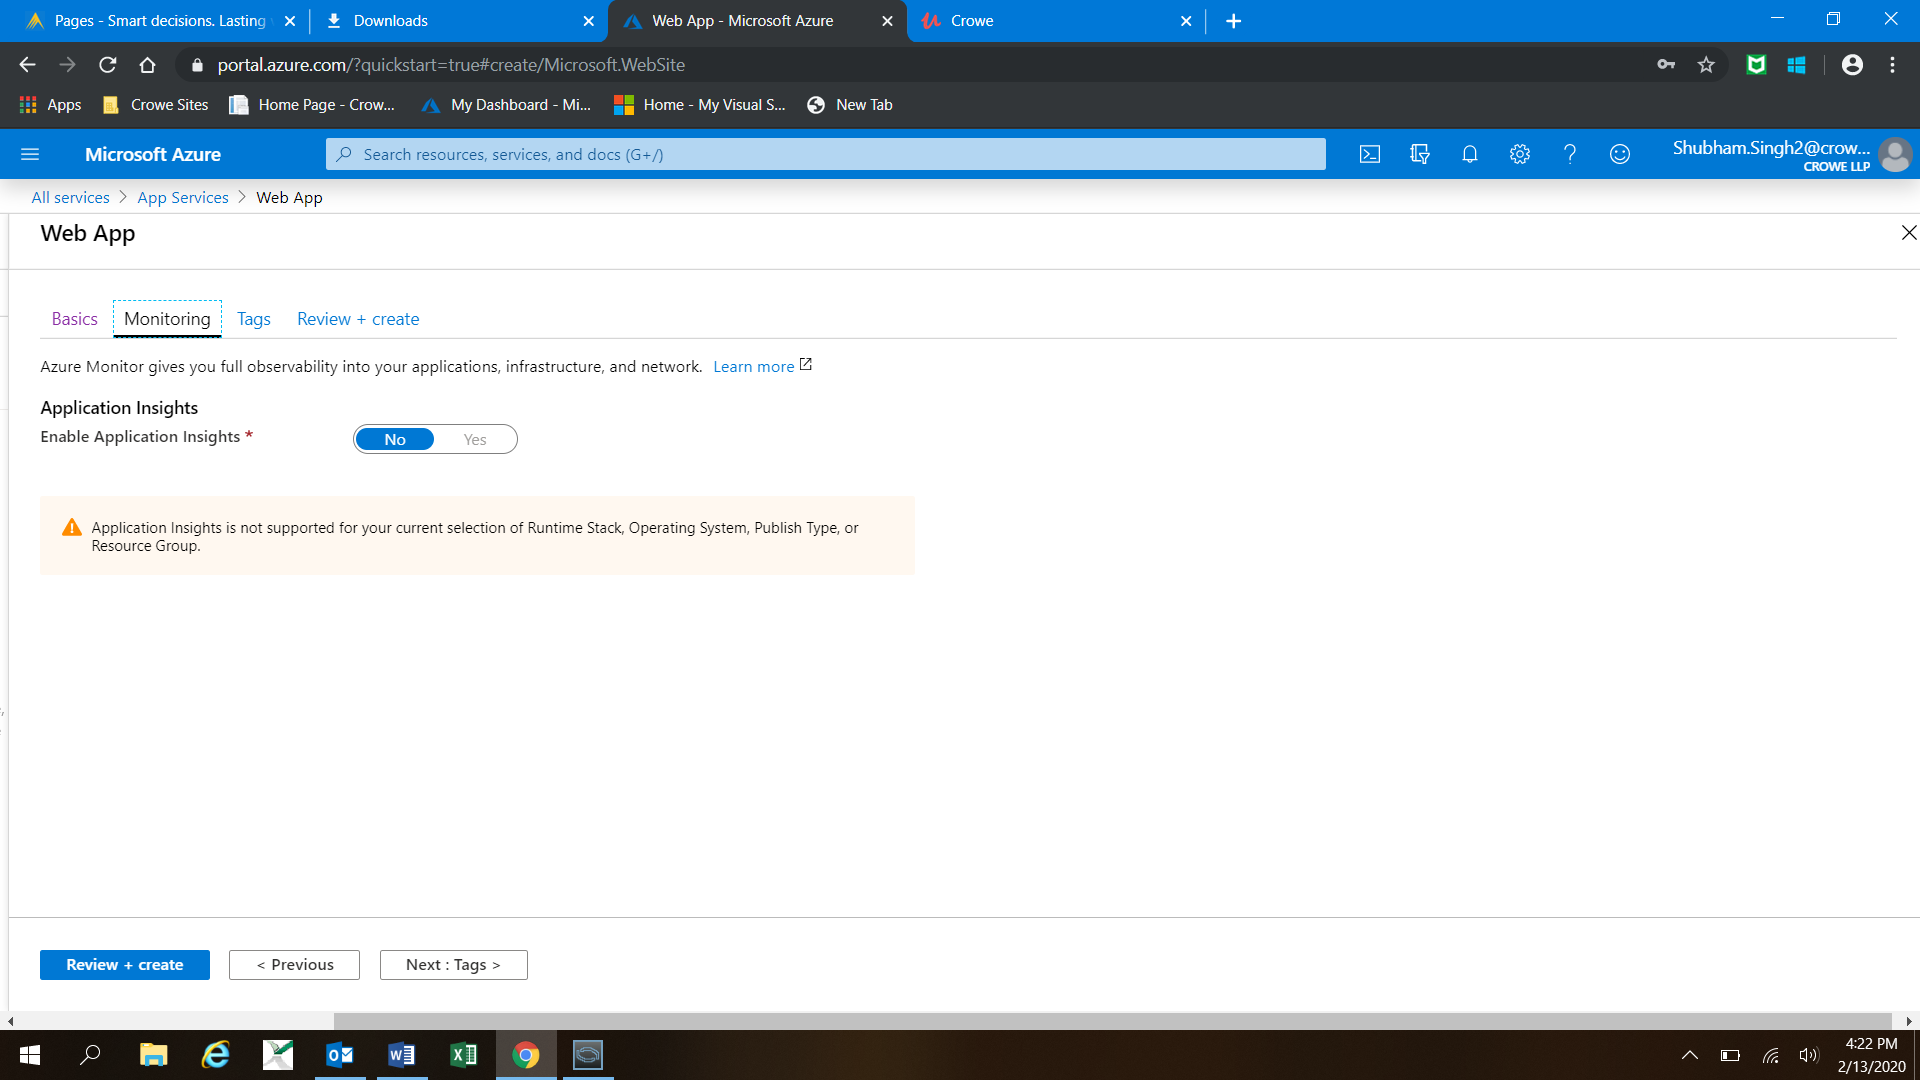 Pages - Smart decisions. Lasting
Downloads
Web App - Microsoft Azure
Crowe
portal.azure.com/?quickstart=true#create/Microsoft.WebSite
Apps
Crowe Sites
Home Page - Crow...
My Dashboard - Mi...
Home - My Visual S...
New Tab
Microsoft Azure
Search resources, services, and docs (G+/)
Shubham.Singh2@crow...
CROWE LLP
All services > App Services > Web App
Web App
Basics
Monitoring
Tags
Review + create
Azure Monitor gives you full observability into your applications, infrastructure, and network. Learn more
Application Insights
Enable Application Insights *
No
Yes
Application Insights is not supported for your current selection of Runtime Stack, Operating System, Publish Type, or
Resource Group.
Review + create
< Previous
Next : Tags >
4:22 PM
2/13/2020